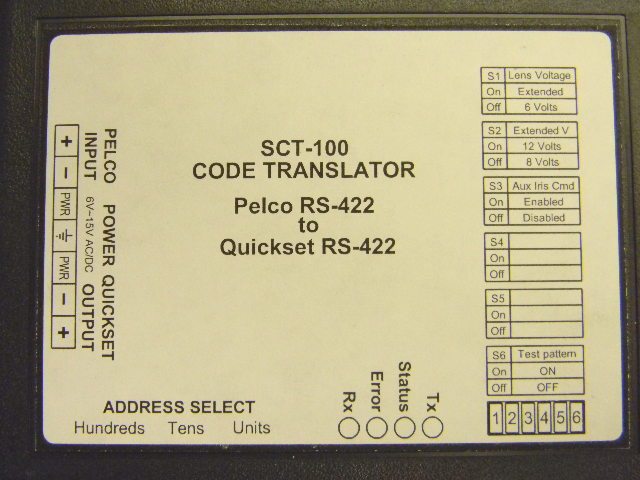 SCT-100
CODE TRANSLATOR
Pelco RS-422
to
Quickset RS-422
PELCO INPUT
POWER
6V~15V AC/DC
QUICKSET OUTPUT
+
−
PWR
⏚
PWR
−
+
S1 Lens Voltage
On Extended
Off 6 Volts
S2 Extended V
On 12 Volts
Off 8 Volts
S3 Aux Iris Cmd
On Enabled
Off Disabled
S4
On
Off
S5
On
Off
S6 Test pattern
On ON
Off OFF
1 2 3 4 5 6
ADDRESS SELECT
Hundreds Tens Units
Rx
Error
Status
Tx